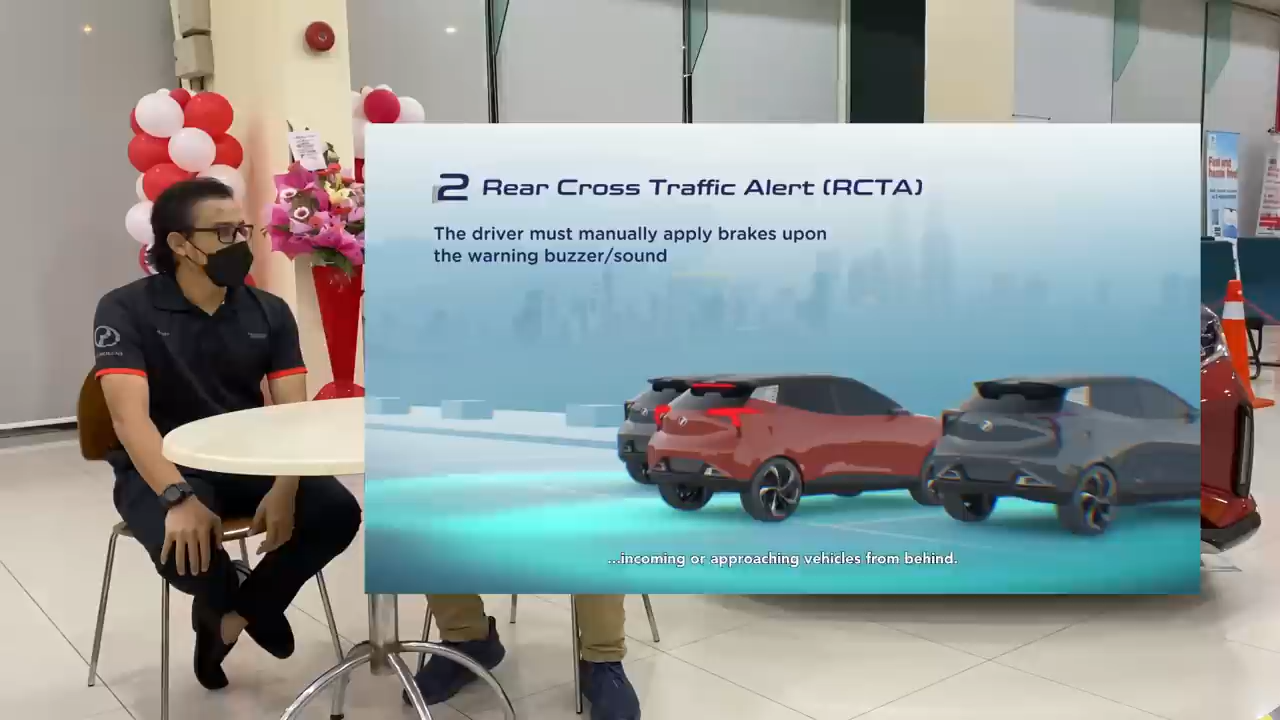 2 Rear Cross Traffic Alert (RCTA)
The driver must manually apply brakes upon
the warning buzzer/sound
...incoming or approaching vehicles from behind.